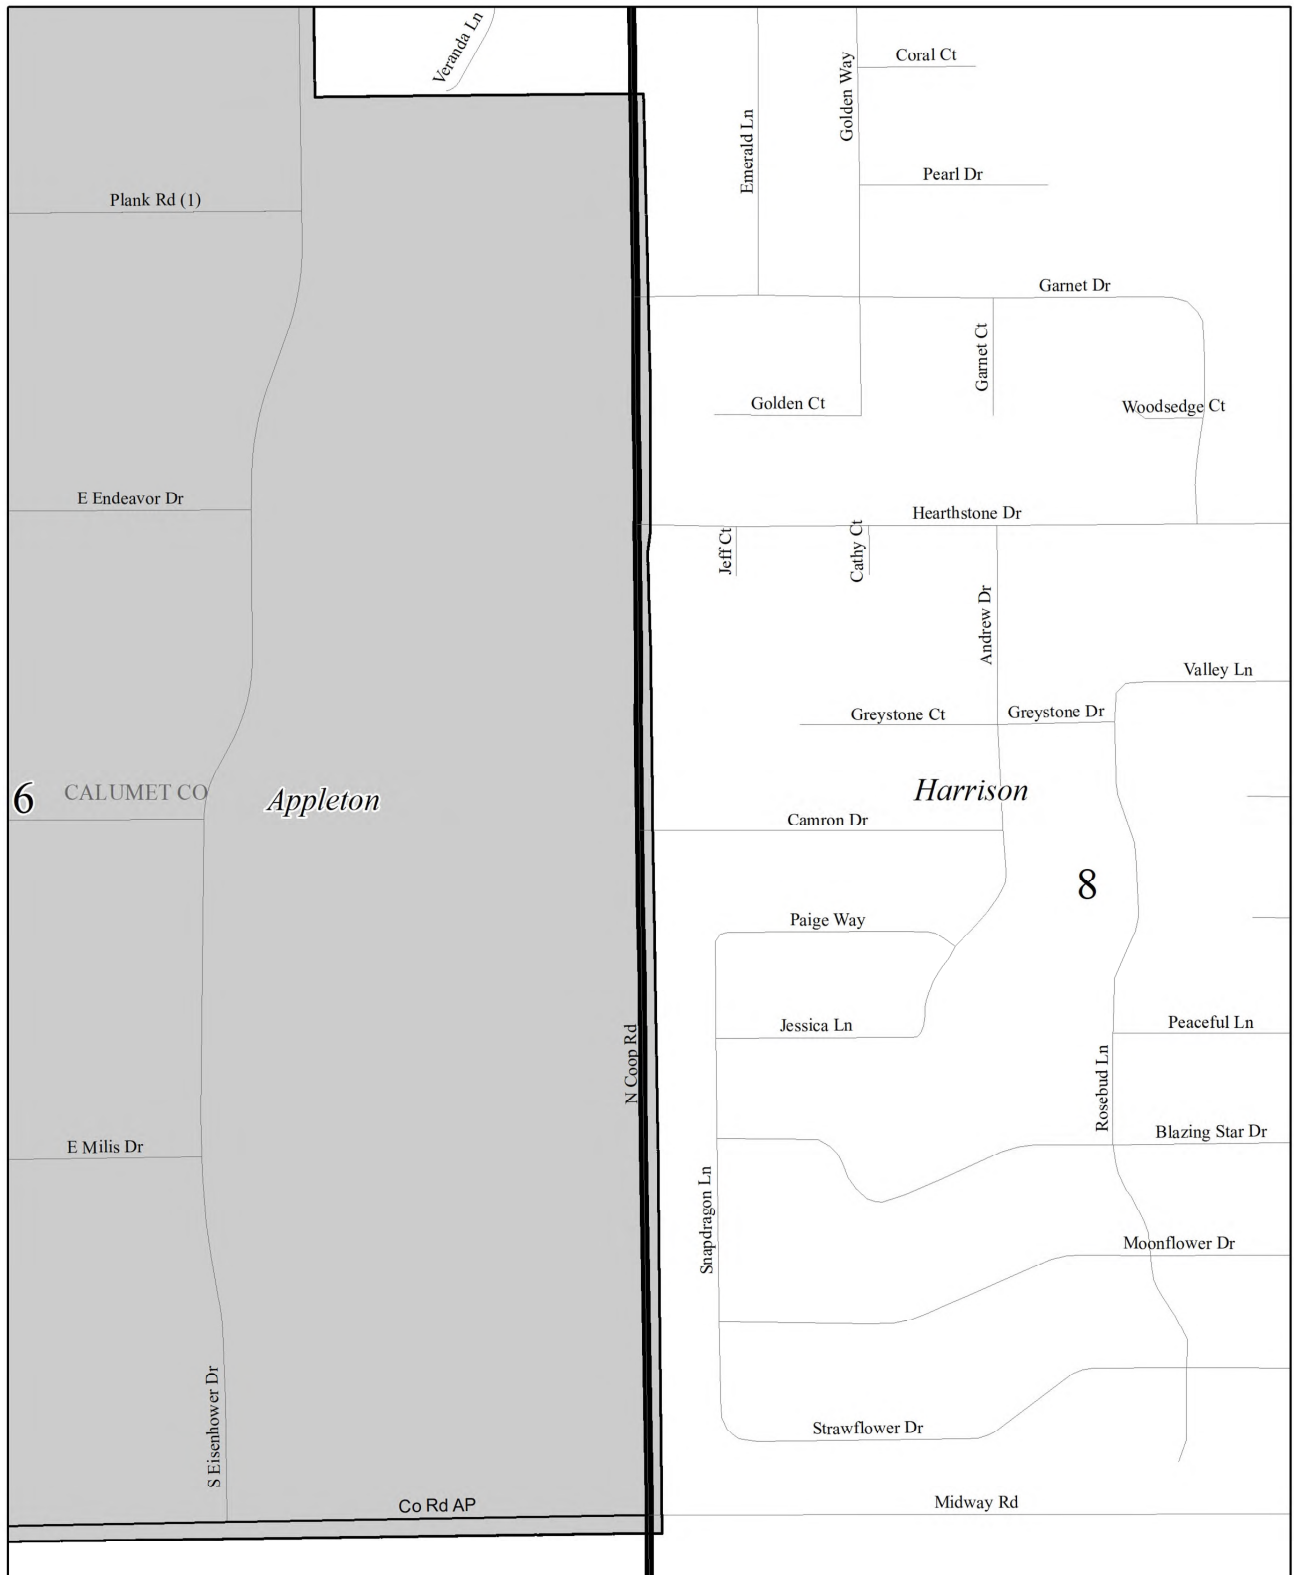 Veranda Ln
Coral Ct
Golden Way
Emerald Ln
Pearl Dr
Plank Rd (1)
Garnet Dr
Garnet Ct
Golden Ct
Woodsedge Ct
E Endeavor Dr
Hearthstone Dr
Jeff Ct
Cathy Ct
Andrew Dr
Valley Ln
Greystone Ct
Greystone Dr
6
CALUMET CO
Appleton
Harrison
Camron Dr
8
Paige Way
Jessica Ln
Peaceful Ln
N Coop Rd
Rosebud Ln
Blazing Star Dr
E Milis Dr
Snapdragon Ln
Moonflower Dr
S Eisenhower Dr
Strawflower Dr
Co Rd AP
Midway Rd